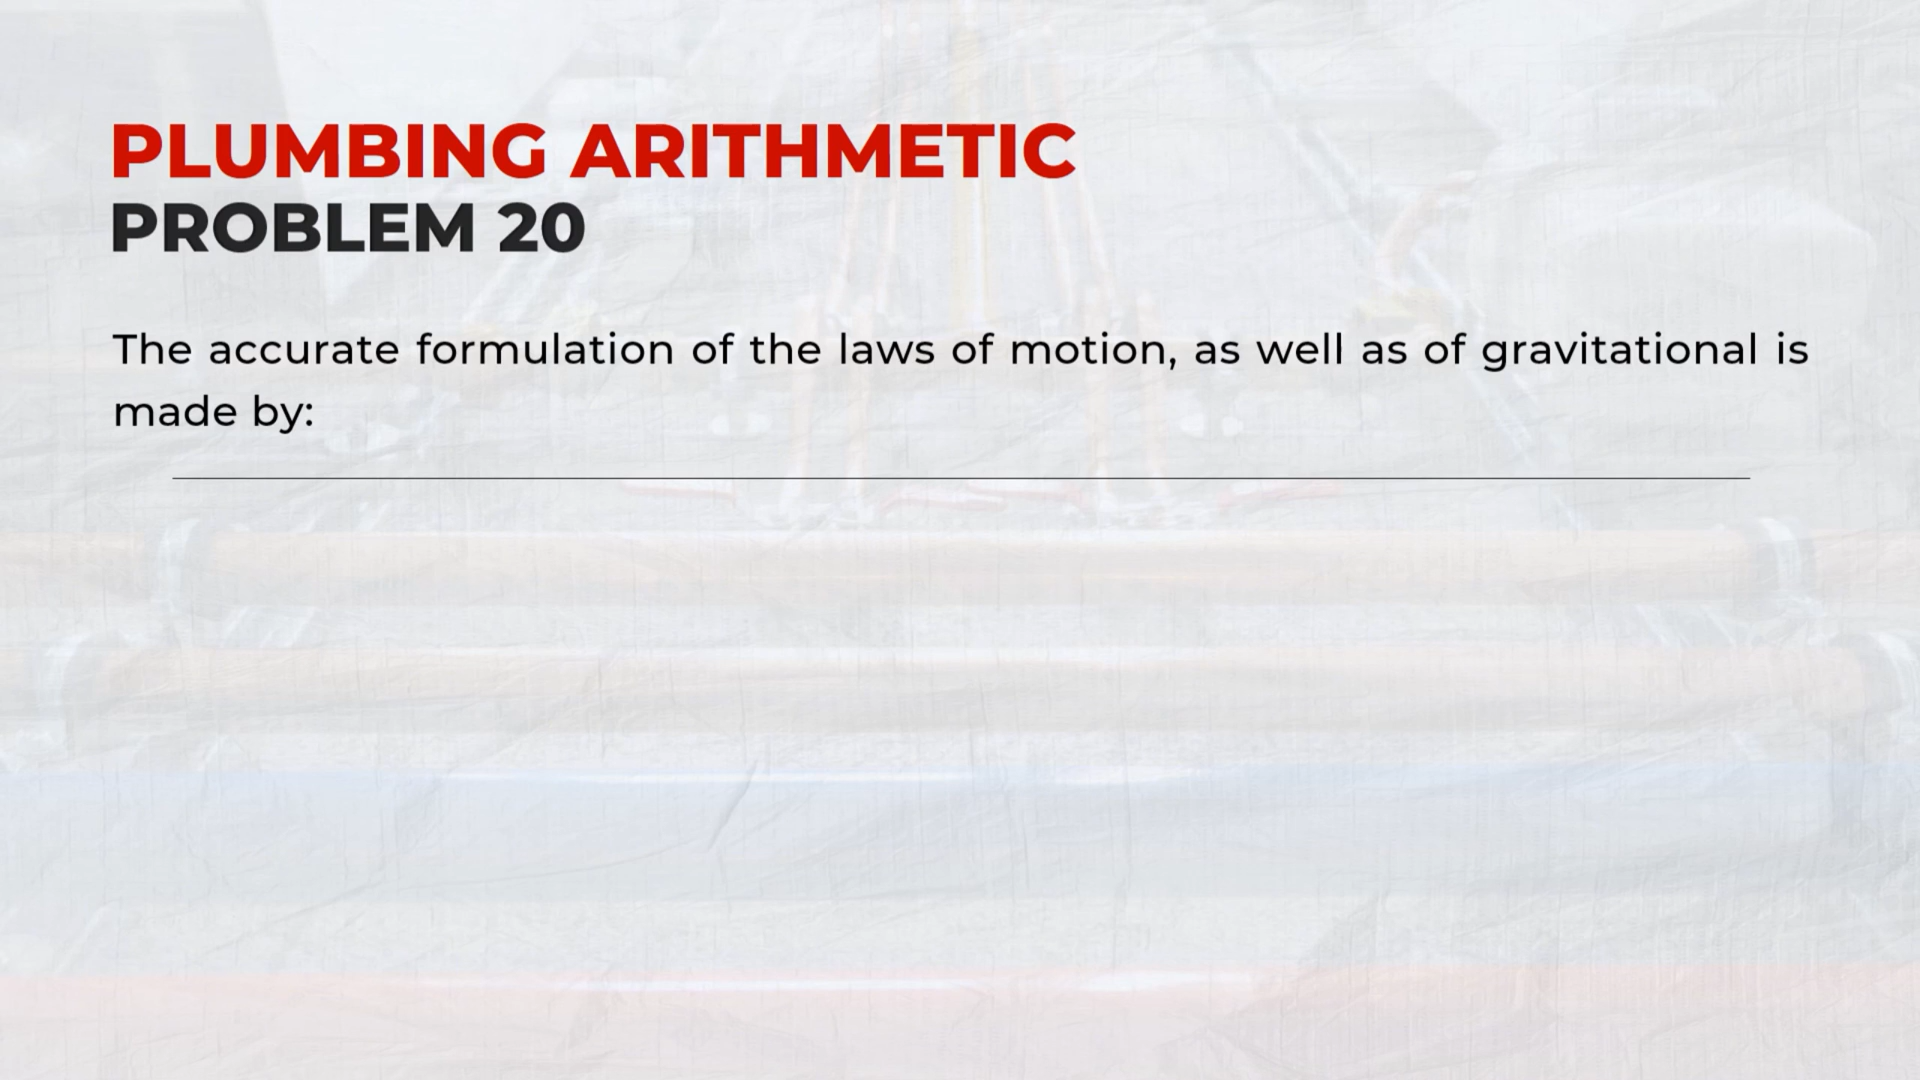 PLUMBING ARITHMETIC
PROBLEM 20
The accurate formulation of the laws of motion, as well as of gravitational is
made by: